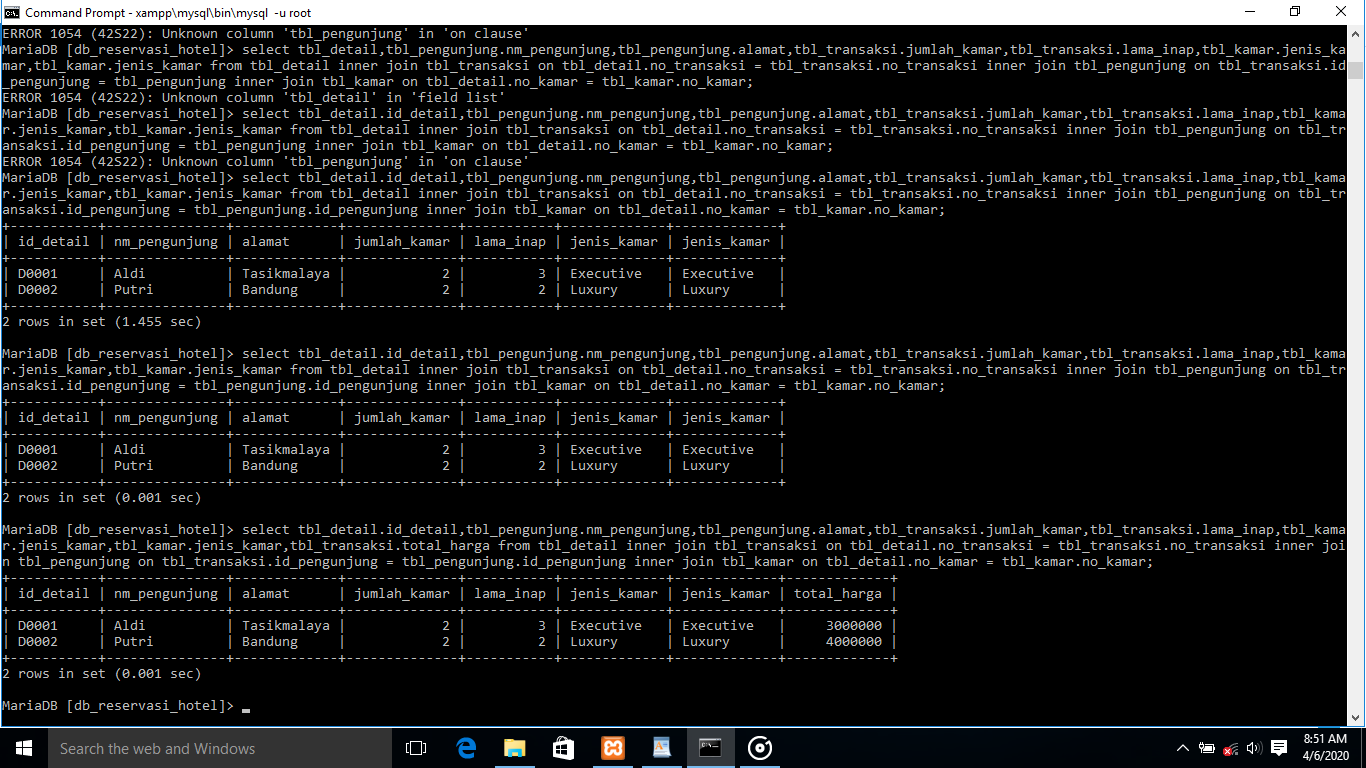 Command Prompt - xampp\mysql\bin\mysql -u root
ERROR 1054 (42S22): Unknown column 'tbl_pengunjung' in 'on clause'
MariaDB [db_reservasi_hotel]> select tbl_detail,tbl_pengunjung.nm_pengunjung,tbl_pengunjung.alamat,tbl_transaksi.jumlah_kamar,tbl_transaksi.lama_inap,tbl_kamar.jenis_ka
mar,tbl_kamar.jenis_kamar from tbl_detail inner join tbl_transaksi on tbl_detail.no_transaksi = tbl_transaksi.no_transaksi inner join tbl_pengunjung on tbl_transaksi.id
_pengunjung = tbl_pengunjung inner join tbl_kamar on tbl_detail.no_kamar = tbl_kamar.no_kamar;
ERROR 1054 (42S22): Unknown column 'tbl_detail' in 'field list'
MariaDB [db_reservasi_hotel]> select tbl_detail.id_detail,tbl_pengunjung.nm_pengunjung,tbl_pengunjung.alamat,tbl_transaksi.jumlah_kamar,tbl_transaksi.lama_inap,tbl_kama
r.jenis_kamar,tbl_kamar.jenis_kamar from tbl_detail inner join tbl_transaksi on tbl_detail.no_transaksi = tbl_transaksi.no_transaksi inner join tbl_pengunjung on tbl_tr
ansaksi.id_pengunjung = tbl_pengunjung inner join tbl_kamar on tbl_detail.no_kamar = tbl_kamar.no_kamar;
ERROR 1054 (42S22): Unknown column 'tbl_pengunjung' in 'on clause'
MariaDB [db_reservasi_hotel]> select tbl_detail.id_detail,tbl_pengunjung.nm_pengunjung,tbl_pengunjung.alamat,tbl_transaksi.jumlah_kamar,tbl_transaksi.lama_inap,tbl_kama
r.jenis_kamar,tbl_kamar.jenis_kamar from tbl_detail inner join tbl_transaksi on tbl_detail.no_transaksi = tbl_transaksi.no_transaksi inner join tbl_pengunjung on tbl_tr
ansaksi.id_pengunjung = tbl_pengunjung.id_pengunjung inner join tbl_kamar on tbl_detail.no_kamar = tbl_kamar.no_kamar;
+-----------+---------------+-------------+--------------+-----------+-------------+-------------+
| id_detail | nm_pengunjung | alamat      | jumlah_kamar | lama_inap | jenis_kamar | jenis_kamar |
+-----------+---------------+-------------+--------------+-----------+-------------+-------------+
| D0001     | Aldi          | Tasikmalaya |            2 |         3 | Executive   | Executive   |
| D0002     | Putri         | Bandung     |            2 |         2 | Luxury      | Luxury      |
+-----------+---------------+-------------+--------------+-----------+-------------+-------------+
2 rows in set (1.455 sec)
MariaDB [db_reservasi_hotel]> select tbl_detail.id_detail,tbl_pengunjung.nm_pengunjung,tbl_pengunjung.alamat,tbl_transaksi.jumlah_kamar,tbl_transaksi.lama_inap,tbl_kama
r.jenis_kamar,tbl_kamar.jenis_kamar from tbl_detail inner join tbl_transaksi on tbl_detail.no_transaksi = tbl_transaksi.no_transaksi inner join tbl_pengunjung on tbl_tr
ansaksi.id_pengunjung = tbl_pengunjung.id_pengunjung inner join tbl_kamar on tbl_detail.no_kamar = tbl_kamar.no_kamar;
+-----------+---------------+-------------+--------------+-----------+-------------+-------------+
| id_detail | nm_pengunjung | alamat      | jumlah_kamar | lama_inap | jenis_kamar | jenis_kamar |
+-----------+---------------+-------------+--------------+-----------+-------------+-------------+
| D0001     | Aldi          | Tasikmalaya |            2 |         3 | Executive   | Executive   |
| D0002     | Putri         | Bandung     |            2 |         2 | Luxury      | Luxury      |
+-----------+---------------+-------------+--------------+-----------+-------------+-------------+
2 rows in set (0.001 sec)
MariaDB [db_reservasi_hotel]> select tbl_detail.id_detail,tbl_pengunjung.nm_pengunjung,tbl_pengunjung.alamat,tbl_transaksi.jumlah_kamar,tbl_transaksi.lama_inap,tbl_kama
r.jenis_kamar,tbl_kamar.jenis_kamar,tbl_transaksi.total_harga from tbl_detail inner join tbl_transaksi on tbl_detail.no_transaksi = tbl_transaksi.no_transaksi inner joi
n tbl_pengunjung on tbl_transaksi.id_pengunjung = tbl_pengunjung.id_pengunjung inner join tbl_kamar on tbl_detail.no_kamar = tbl_kamar.no_kamar;
+-----------+---------------+-------------+--------------+-----------+-------------+-------------+-------------+
| id_detail | nm_pengunjung | alamat      | jumlah_kamar | lama_inap | jenis_kamar | jenis_kamar | total_harga |
+-----------+---------------+-------------+--------------+-----------+-------------+-------------+-------------+
| D0001     | Aldi          | Tasikmalaya |            2 |         3 | Executive   | Executive   |     3000000 |
| D0002     | Putri         | Bandung     |            2 |         2 | Luxury      | Luxury      |     4000000 |
+-----------+---------------+-------------+--------------+-----------+-------------+-------------+-------------+
2 rows in set (0.001 sec)
MariaDB [db_reservasi_hotel]> _
Search the web and Windows
8:51 AM
4/6/2020